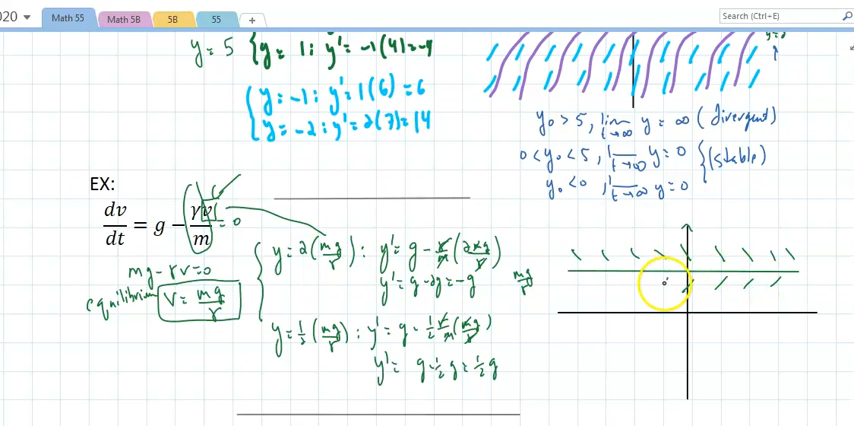 020
Math 55
Math 5B
5B
55
Search (Ctrl+E)
y = 5
y = 1 : y' = -1(4) = -4
y = -1 : y' = 1(6) = 6
y = -2 : y' = 2(7) = 14
y₀ > 5, lim t→∞ y = ∞ (divergent)
0 < y₀ < 5, lim t→∞ y = 0
(stable)
y₀ < 0, lim t→∞ y = 0
EX:
dv/dt = g - γv/m
= 0
mg - γv = 0
equilibrium
v = mg/γ
y = 2(mg/γ) : y' = g - γ/m (2mg/γ)
y' = g - 2g = -g
y = 1/2 (mg/γ) : y' = g - 1/2 γ/m (mg/γ)
y' = g - 1/2 g = 1/2 g
mg/γ